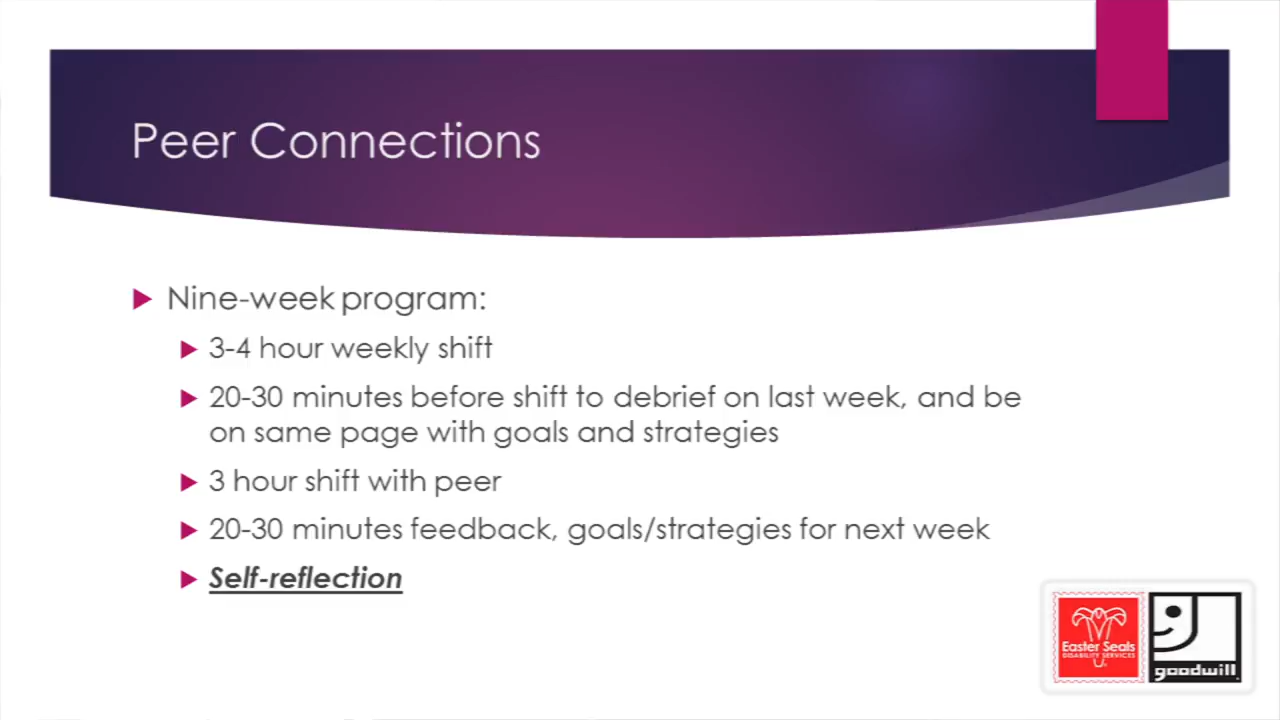 Peer Connections
Nine-week program:
3-4 hour weekly shift
20-30 minutes before shift to debrief on last week, and be
on same page with goals and strategies
3 hour shift with peer
20-30 minutes feedback, goals/strategies for next week
Self-reflection
Easter Seals
DISABILITY SERVICES
goodwill